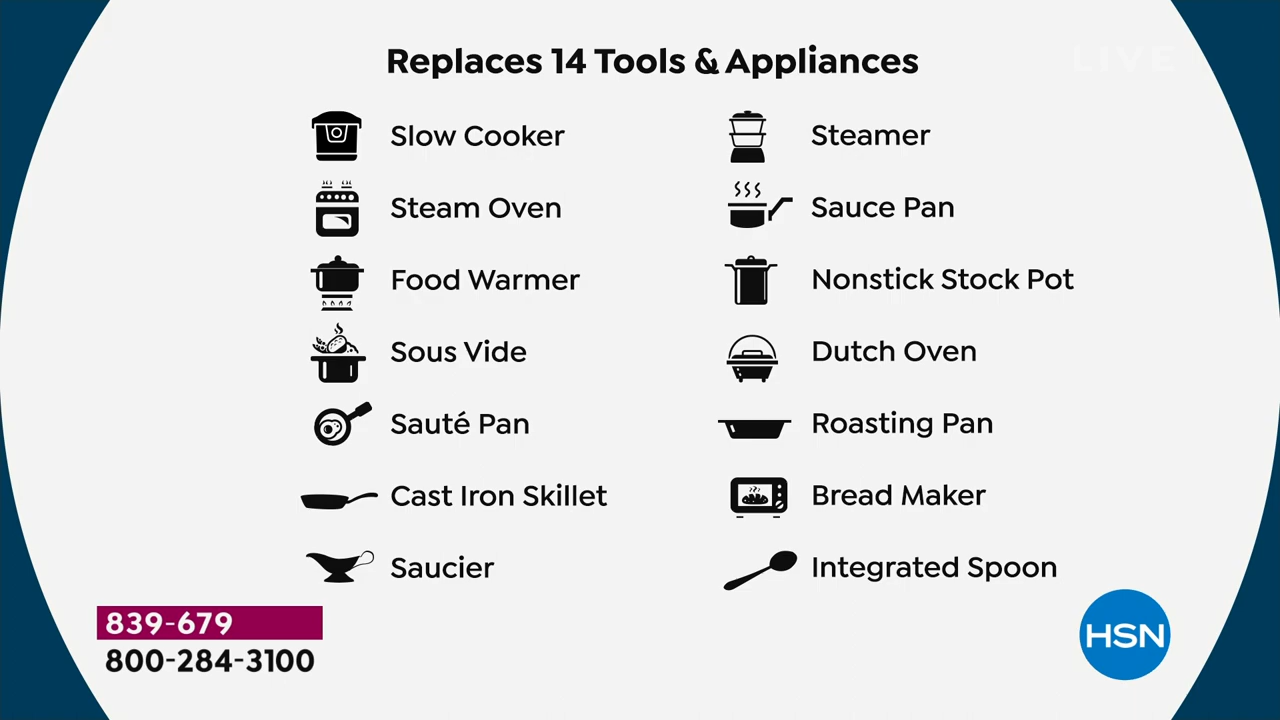 LIVE
Replaces 14 Tools & Appliances
Slow Cooker
Steam Oven
Food Warmer
Sous Vide
Sauté Pan
Cast Iron Skillet
Saucier
Steamer
Sauce Pan
Nonstick Stock Pot
Dutch Oven
Roasting Pan
Bread Maker
Integrated Spoon
839-679
800-284-3100
HSN